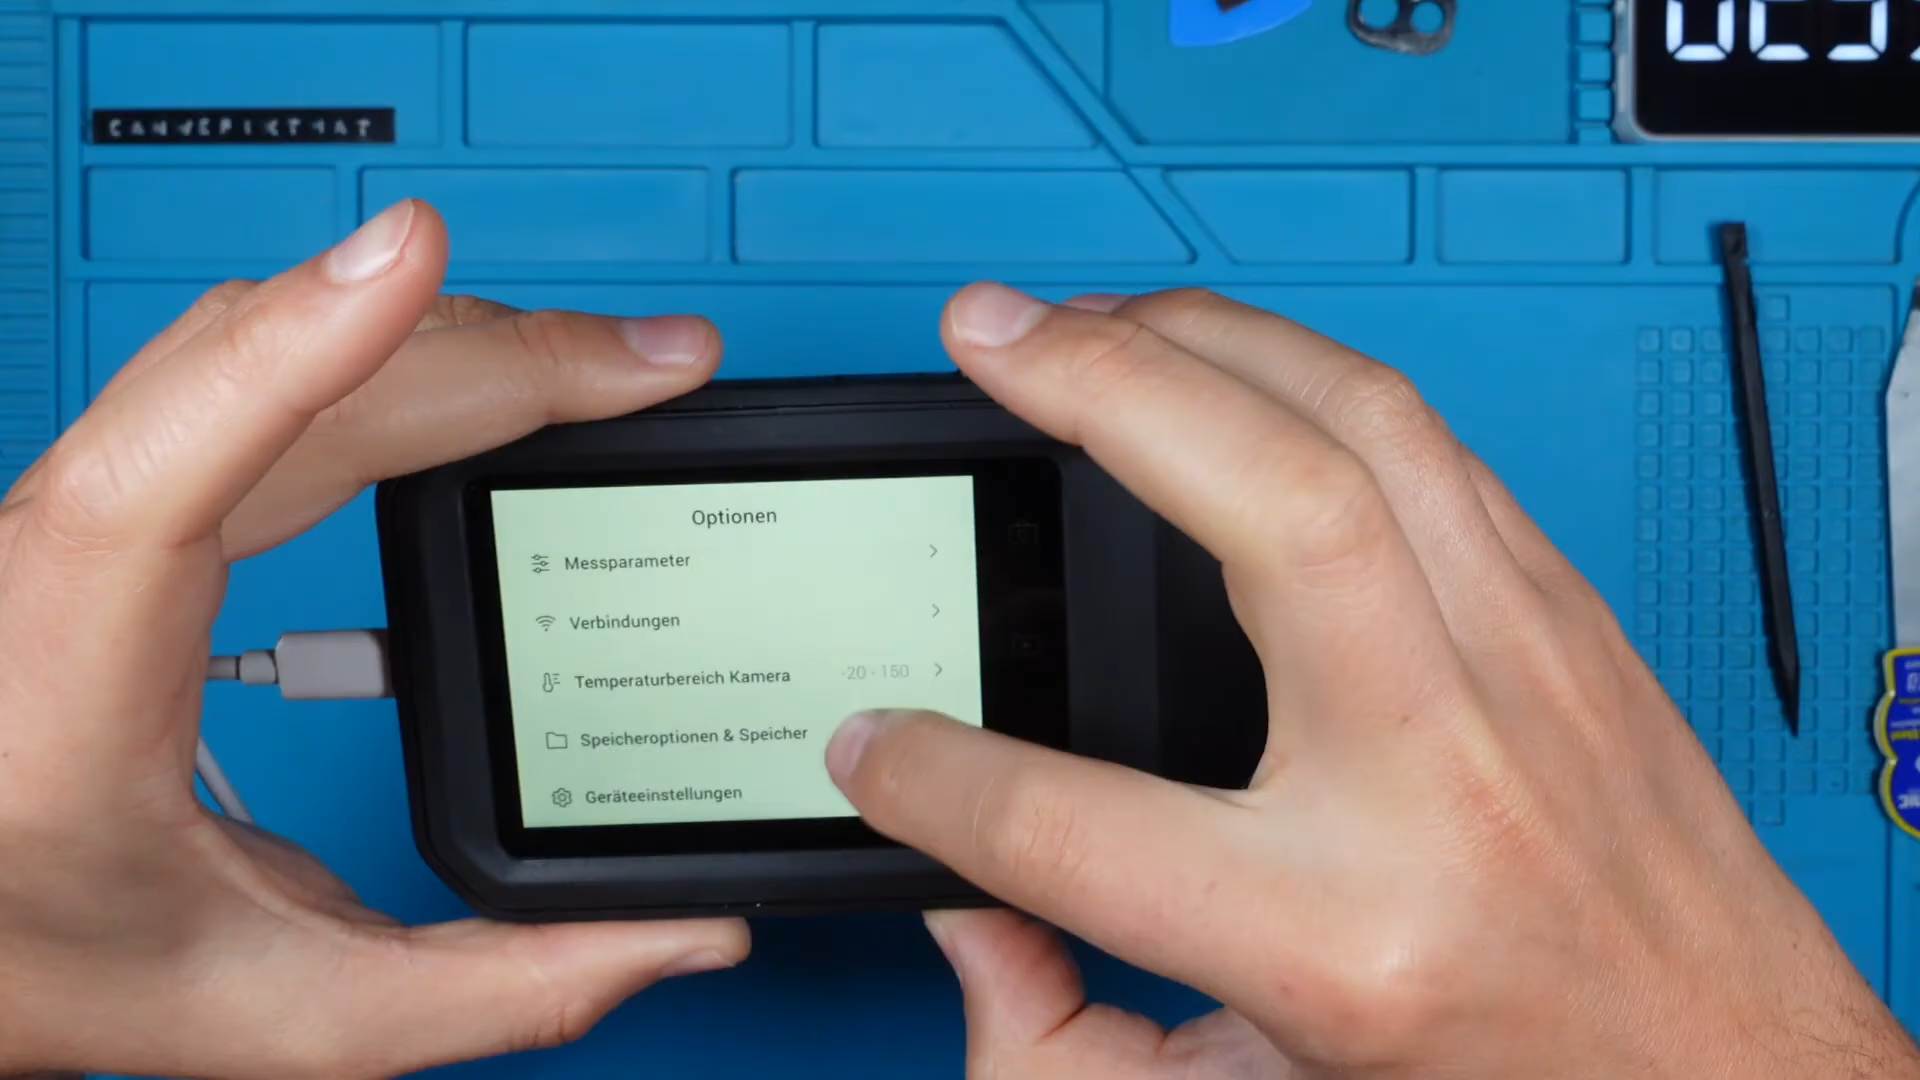 Optionen
Messparameter
Verbindungen
Temperaturbereich Kamera -20 - 150
Speicheroptionen & Speicher
Geräteeinstellungen